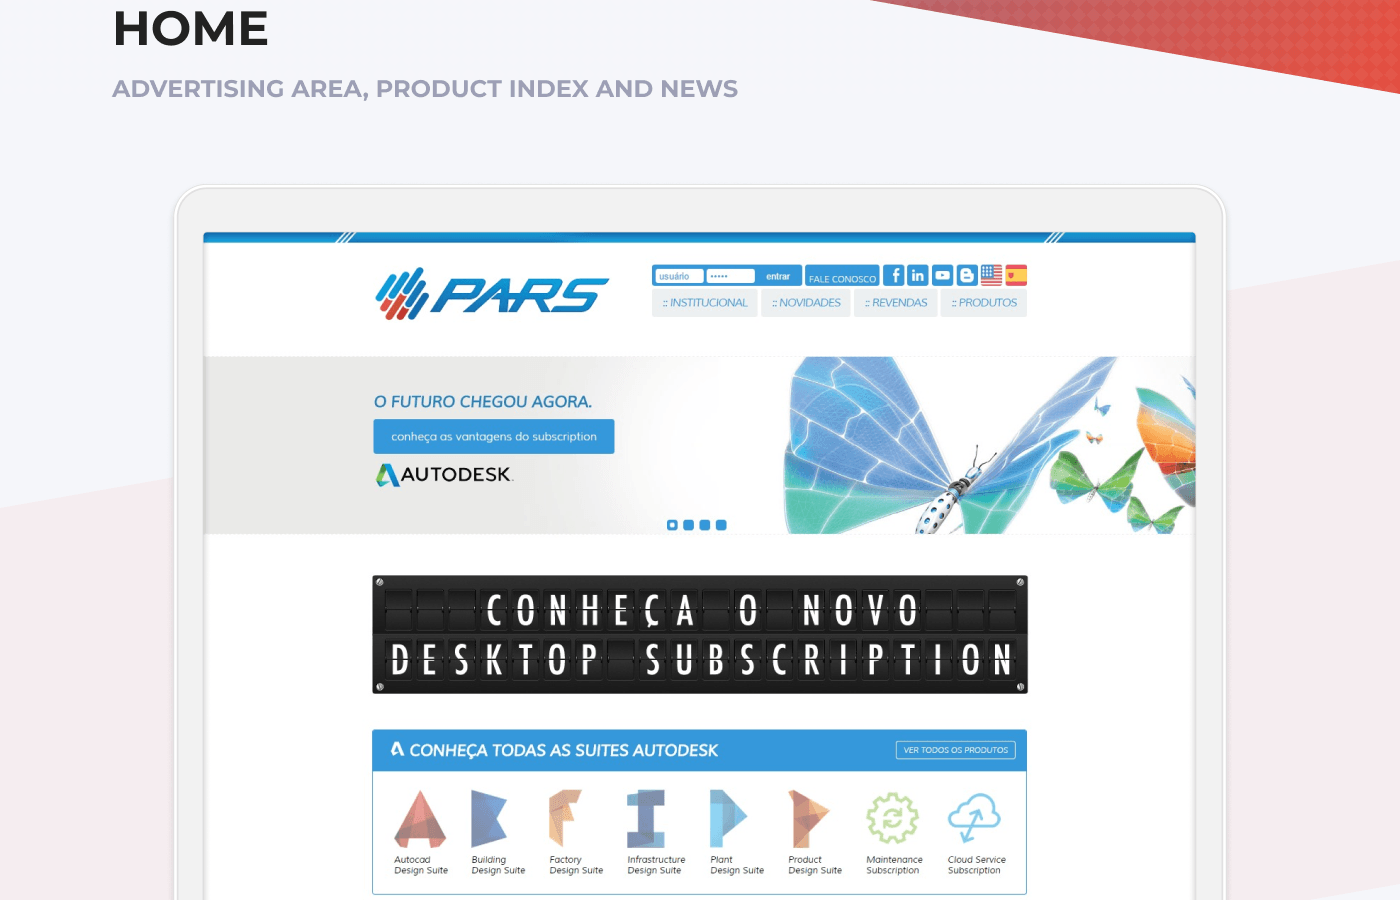 HOME
ADVERTISING AREA, PRODUCT INDEX AND NEWS
PARS
usuário ••••• entrar FALE CONOSCO
:: INSTITUCIONAL :: NOVIDADES :: REVENDAS :: PRODUTOS
O FUTURO CHEGOU AGORA.
conheça as vantagens do subscription
AUTODESK.
CONHEÇA O NOVO
DESKTOP SUBSCRIPTION
CONHEÇA TODAS AS SUITES AUTODESK
VER TODOS OS PRODUTOS
Autocad
Design Suite
Building
Design Suite
Factory
Design Suite
Infrastructure
Design Suite
Plant
Design Suite
Product
Design Suite
Maintenance
Subscription
Cloud Service
Subscription